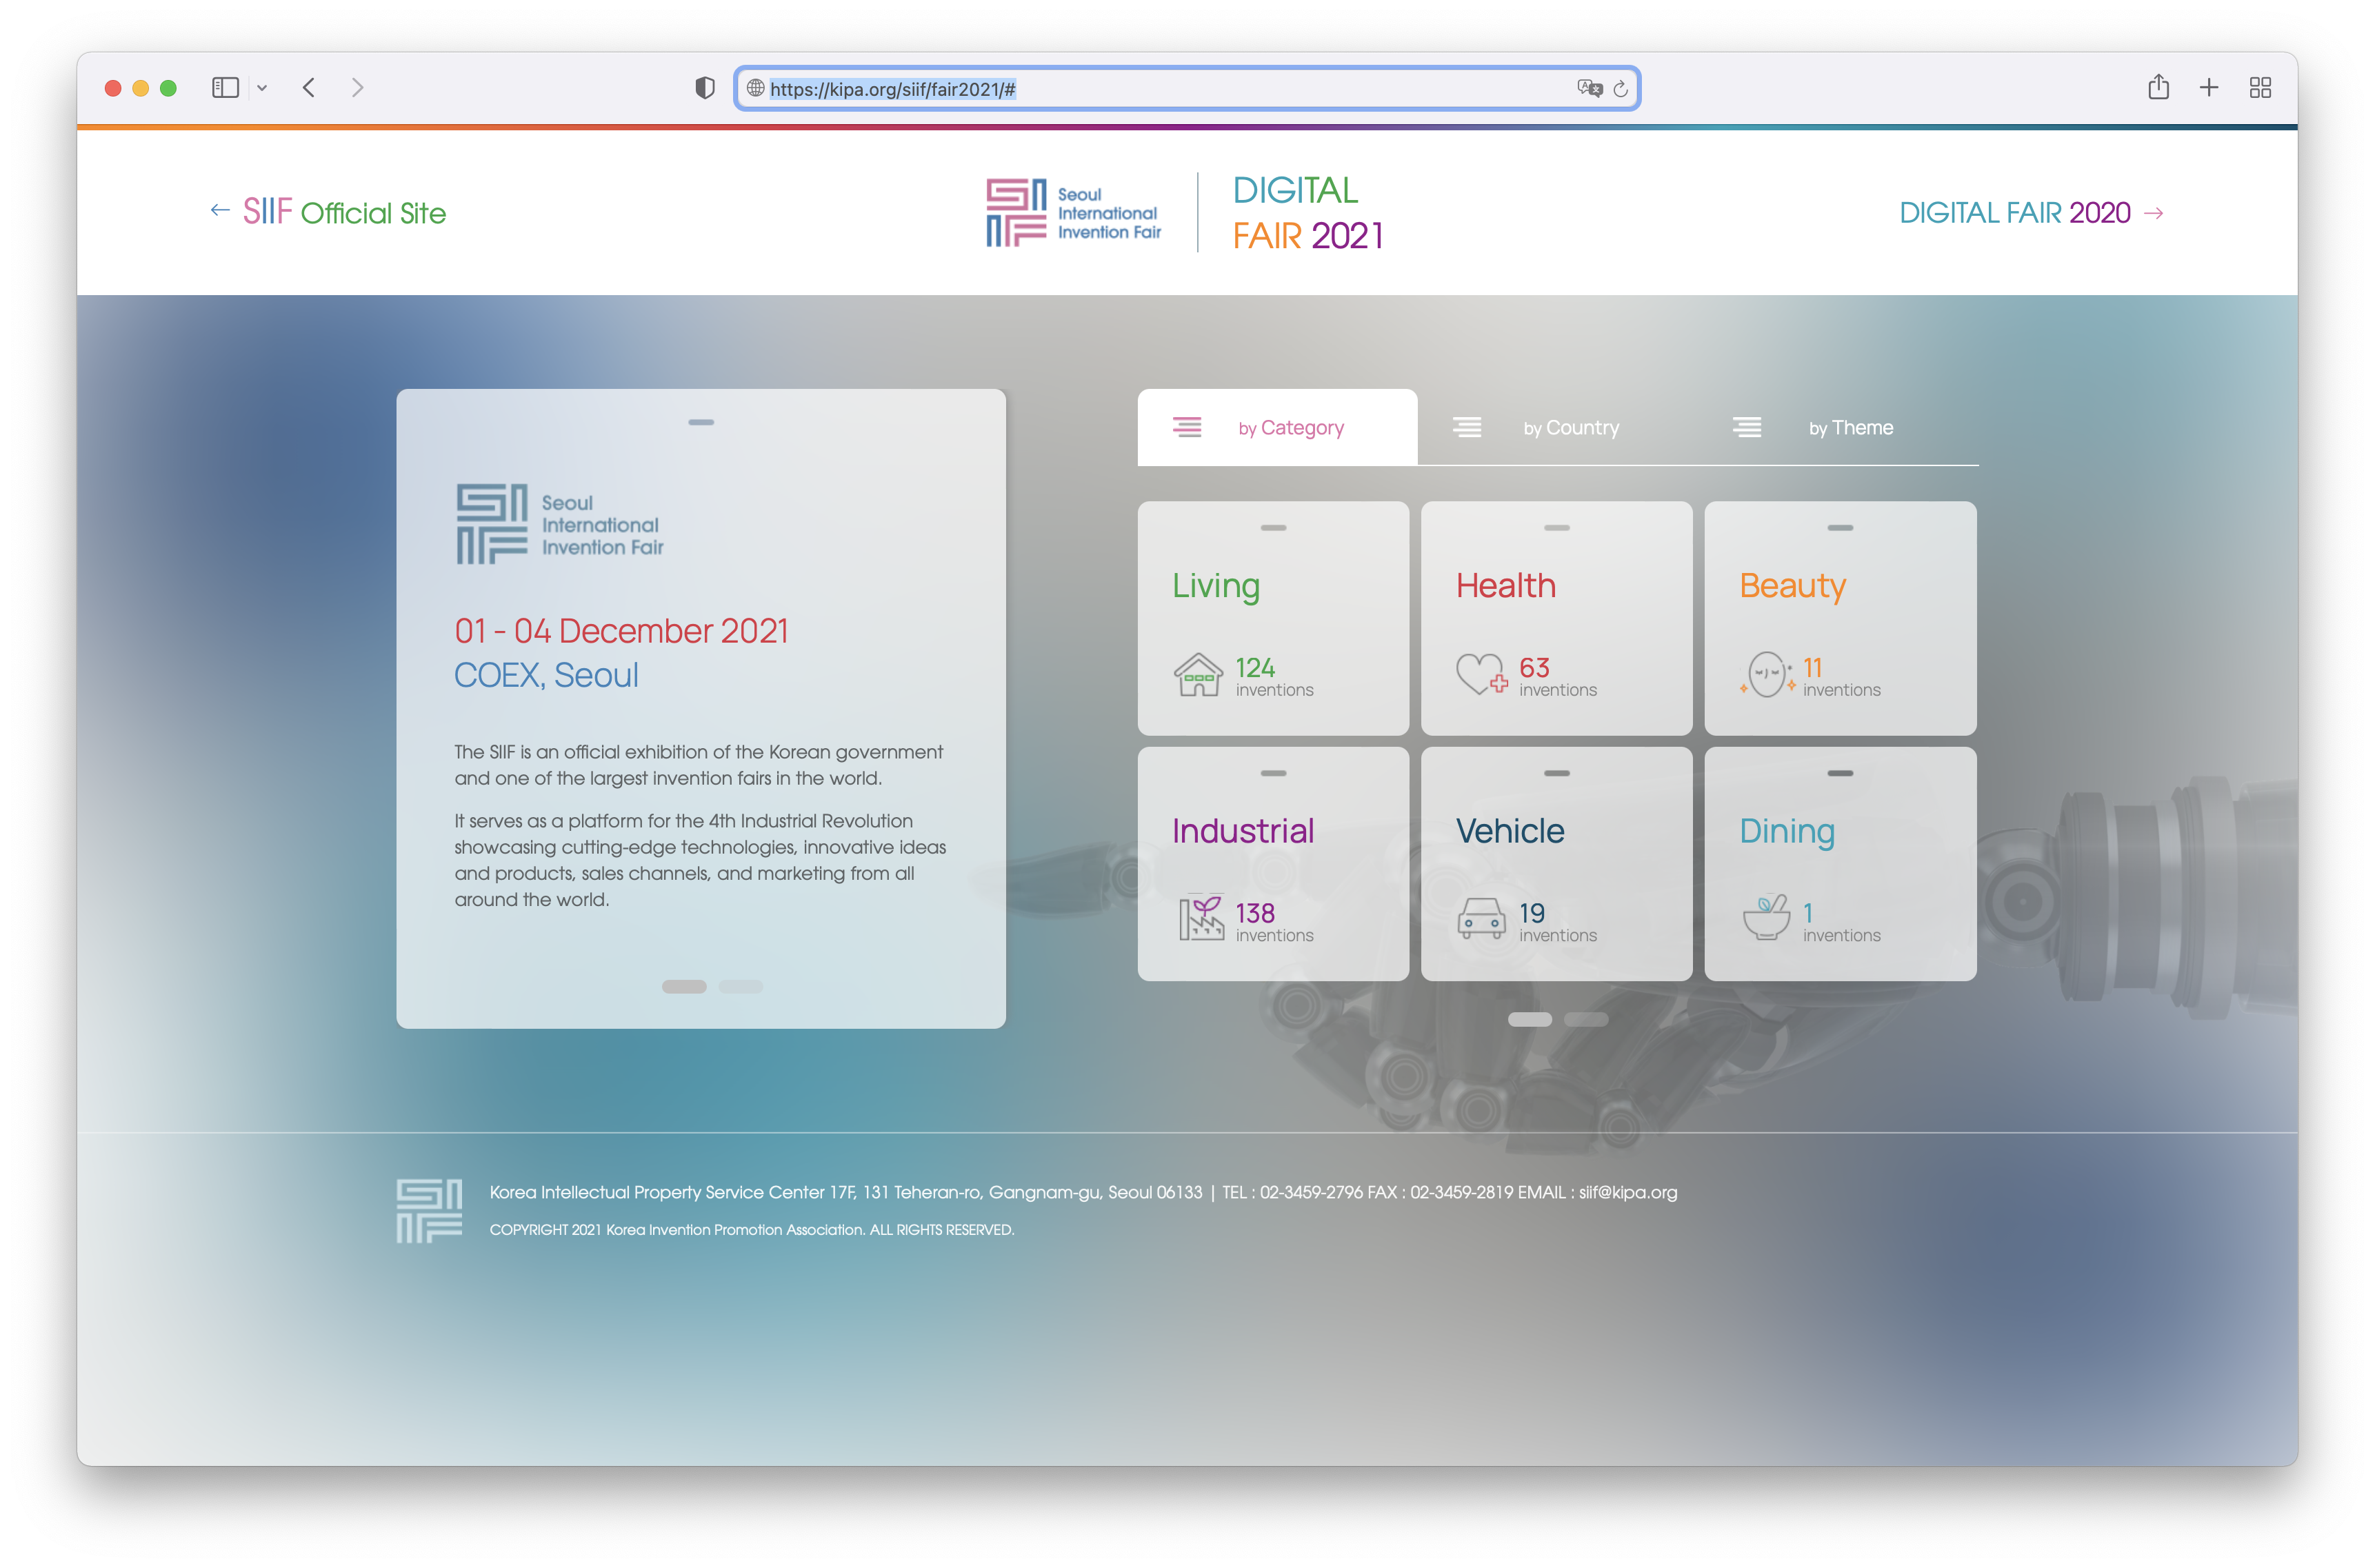 https://kipa.org/siif/fair2021/#
← SIIF Official Site
Seoul
International
Invention Fair
DIGITAL
FAIR 2021
DIGITAL FAIR 2020 →
Seoul
International
Invention Fair
01 - 04 December 2021
COEX, Seoul
The SIIF is an official exhibition of the Korean government
and one of the largest invention fairs in the world.
It serves as a platform for the 4th Industrial Revolution
showcasing cutting-edge technologies, innovative ideas
and products, sales channels, and marketing from all
around the world.
by Category
by Country
by Theme
Living
124
inventions
Health
63
inventions
Beauty
11
inventions
Industrial
138
inventions
Vehicle
19
inventions
Dining
1
inventions
Korea Intellectual Property Service Center 17F, 131 Teheran-ro, Gangnam-gu, Seoul 06133 | TEL : 02-3459-2796 FAX : 02-3459-2819 EMAIL : siif@kipa.org
COPYRIGHT 2021 Korea Invention Promotion Association. ALL RIGHTS RESERVED.